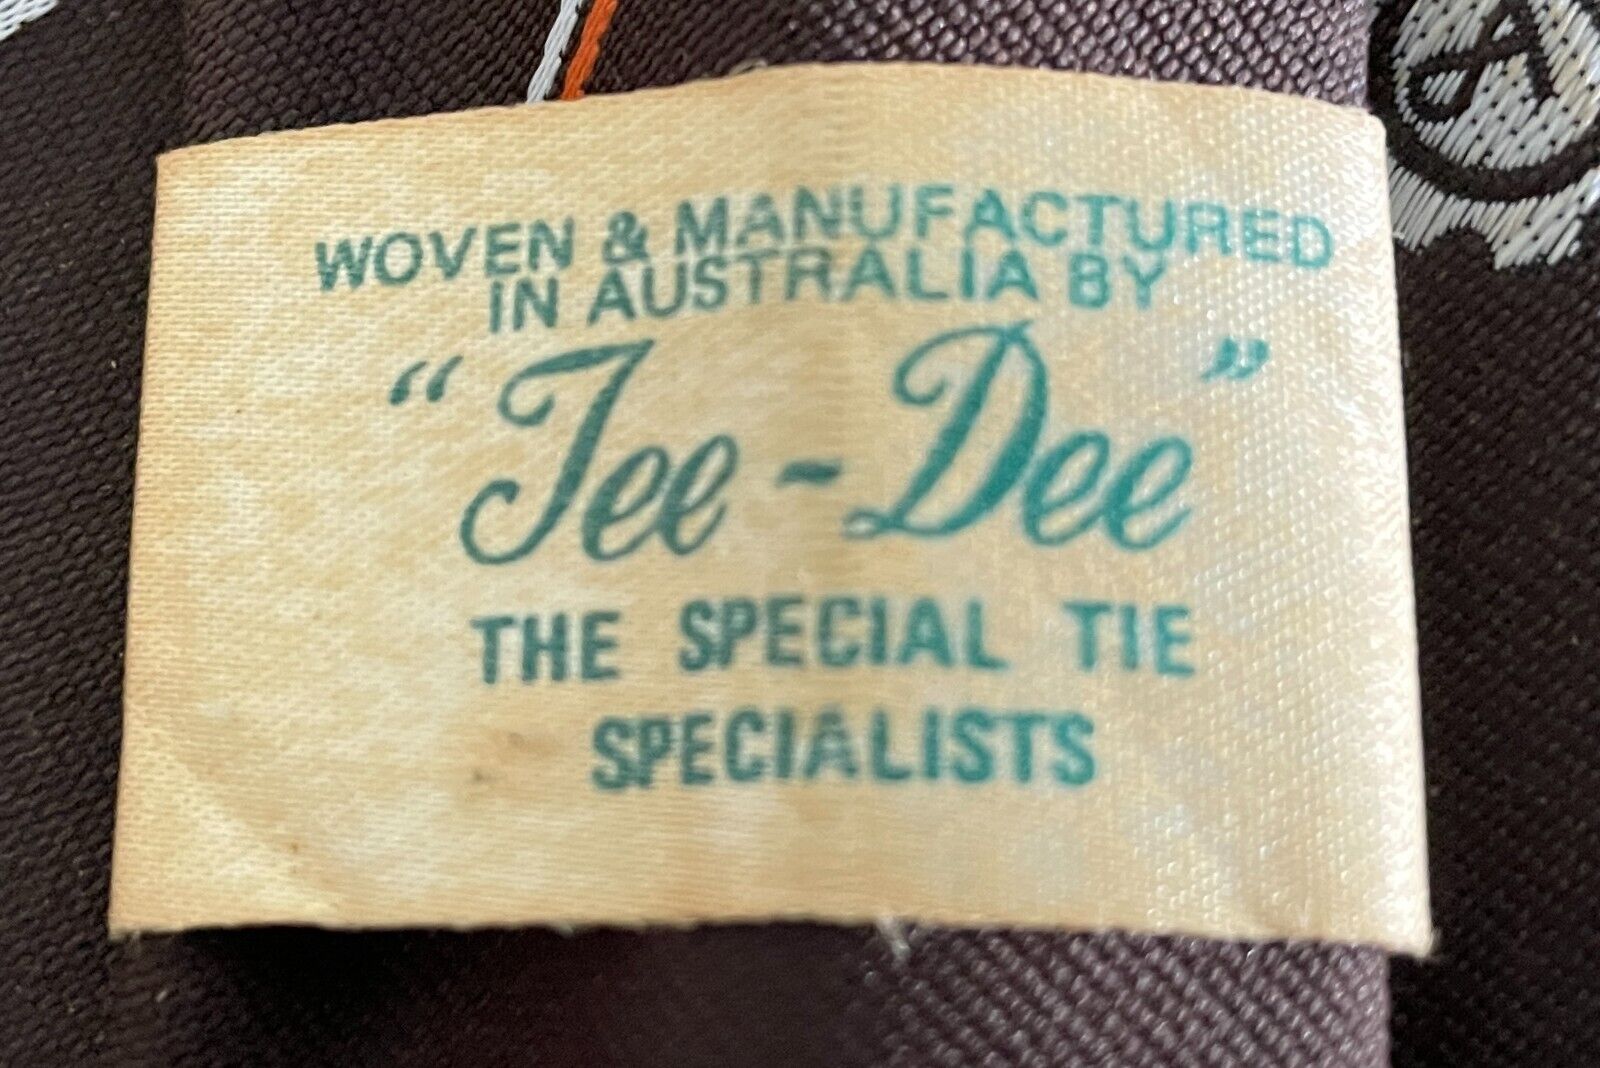 WOVEN & MANUFACTURED
IN AUSTRALIA BY
“Tee-Dee”
THE SPECIAL TIE
SPECIALISTS